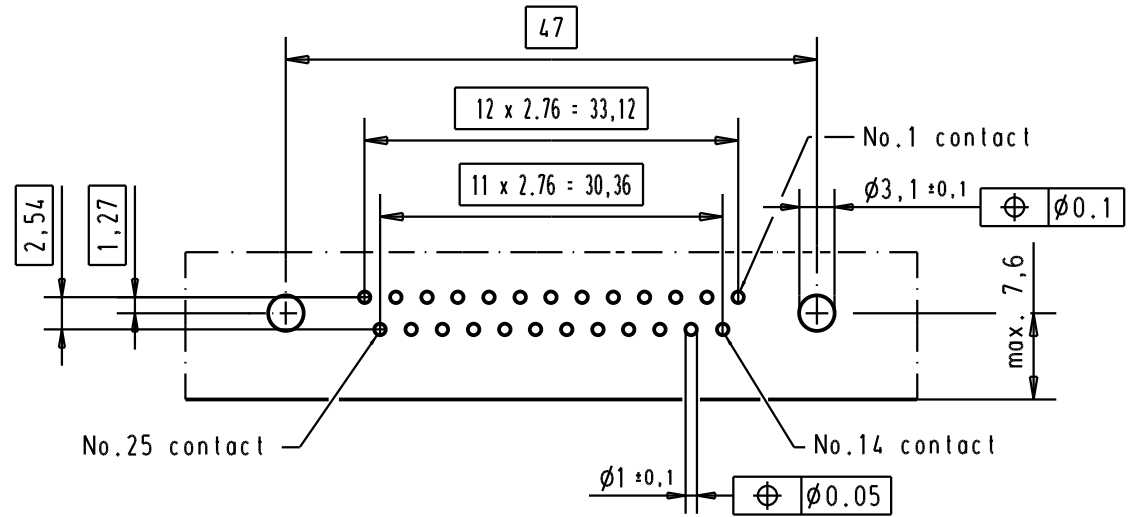 47
12 x 2.76 = 33,12
No.1 contact
11 x 2.76 = 30,36
Ø3,1 ±0,1
⌖ Ø0.1
2,54
1,27
max. 7,6
No.25 contact
No.14 contact
Ø1 ±0,1
⌖ Ø0.05